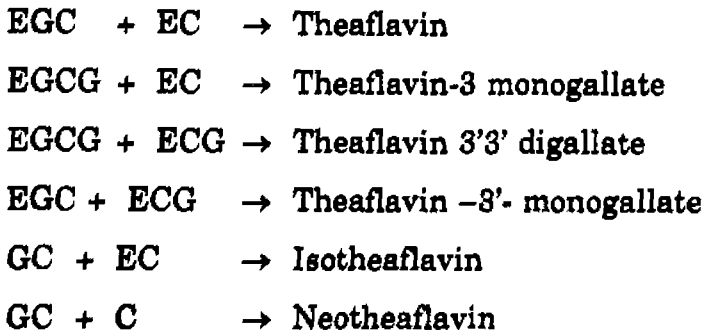 EGC + EC → Theaflavin
EGCG + EC → Theaflavin-3 monogallate
EGCG + ECG → Theaflavin 3'3' digallate
EGC + ECG → Theaflavin –3'- monogallate
GC + EC → Isotheaflavin
GC + C → Neotheaflavin